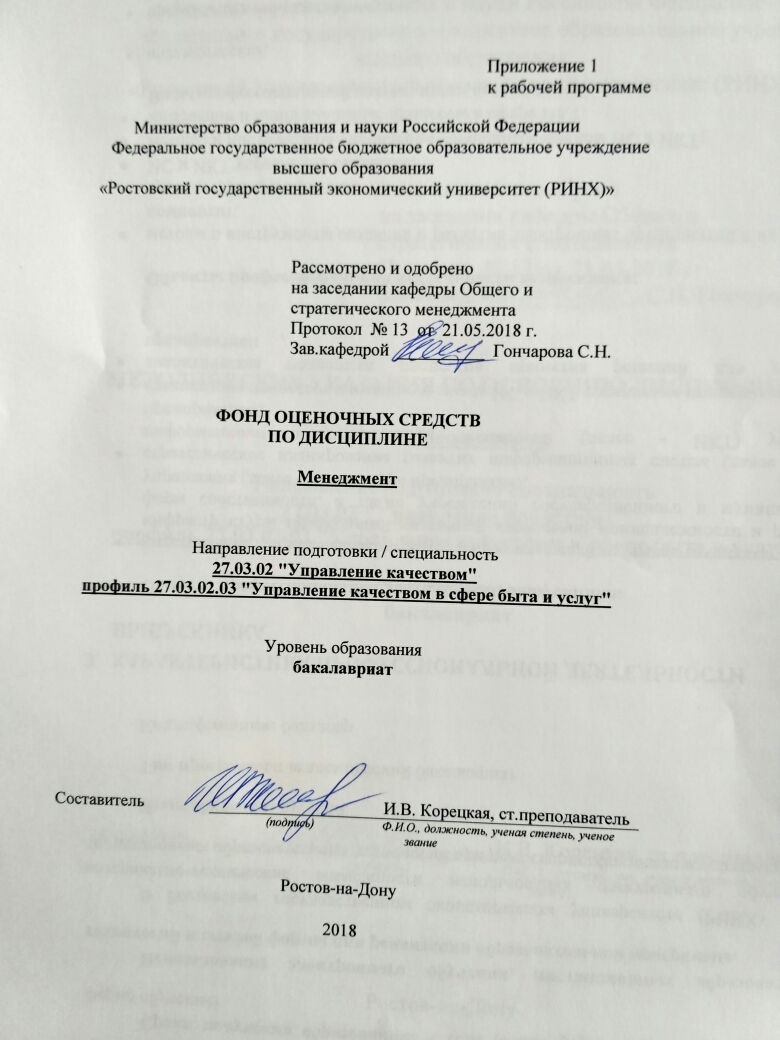 Приложение 1
к рабочей программе
Министерство образования и науки Российской Федерации
Федеральное государственное бюджетное образовательное учреждение
высшего образования
«Ростовский государственный экономический университет (РИНХ)»
Рассмотрено и одобрено
на заседании кафедры Общего и
стратегического менеджмента
Протокол № 13 от 21.05.2018 г.
Зав.кафедрой Гончарова С.Н.
ФОНД ОЦЕНОЧНЫХ СРЕДСТВ
ПО ДИСЦИПЛИНЕ
Менеджмент
Направление подготовки / специальность
27.03.02 "Управление качеством"
профиль 27.03.02.03 "Управление качеством в сфере быта и услуг"
Уровень образования
бакалавриат
Составитель И.В. Корецкая, ст.преподаватель
(подпись) Ф.И.О., должность, ученая степень, ученое
звание
Ростов-на-Дону
2018